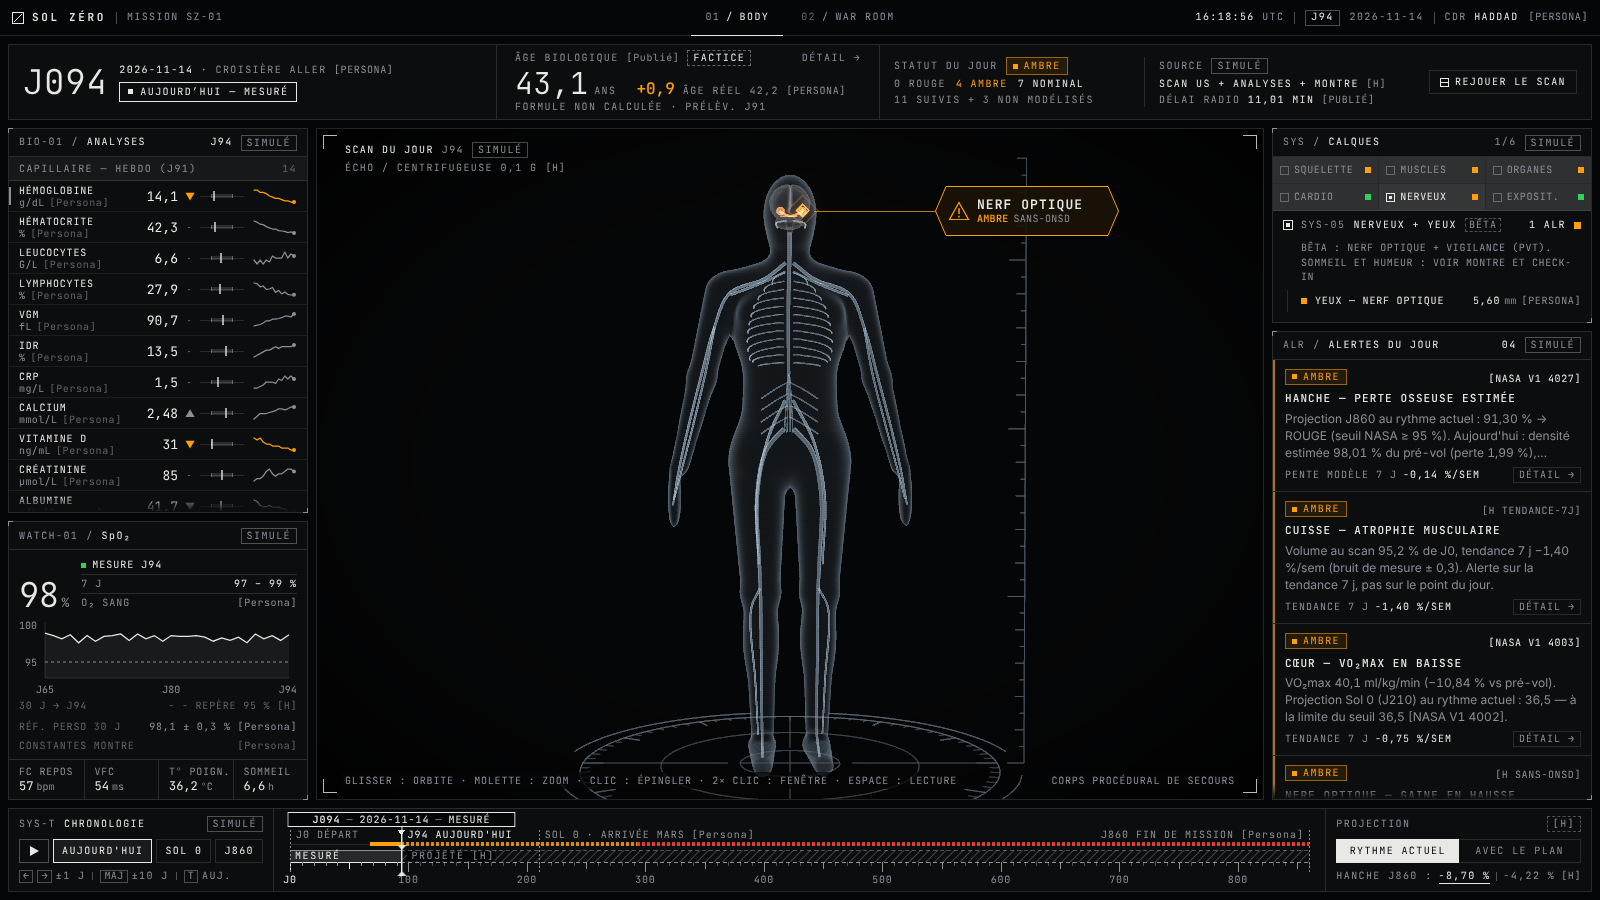 SOL ZÉRO | MISSION SZ-01
01 / BODY
02 / WAR ROOM
16:18:56 UTC | J94 2026-11-14 | CDR HADDAD [PERSONA]
J094
2026-11-14 · CROISIÈRE ALLER [PERSONA]
AUJOURD'HUI — MESURÉ
ÂGE BIOLOGIQUE [Publié] FACTICE
DÉTAIL →
43,1 ANS +0,9 ÂGE RÉEL 42,2 [PERSONA]
FORMULE NON CALCULÉE · PRÉLÈV. J91
STATUT DU JOUR AMBRE
0 ROUGE 4 AMBRE 7 NOMINAL
11 SUIVIS + 3 NON MODÉLISÉS
SOURCE SIMULÉ
SCAN US + ANALYSES + MONTRE [H]
DÉLAI RADIO 11,01 MIN [PUBLIÉ]
REJOUER LE SCAN
BIO-01 / ANALYSES J94 SIMULÉ
CAPILLAIRE — HEBDO (J91) 14
HÉMOGLOBINE
g/dL [Persona] 14,1
HÉMATOCRITE
% [Persona] 42,3
LEUCOCYTES
G/L [Persona] 6,6
LYMPHOCYTES
% [Persona] 27,9
VGM
fL [Persona] 90,7
IDR
% [Persona] 13,5
CRP
mg/L [Persona] 1,5
CALCIUM
mmol/L [Persona] 2,48
VITAMINE D
ng/mL [Persona] 31
CRÉATININE
µmol/L [Persona] 85
ALBUMINE
41,7
WATCH-01 / SpO₂ SIMULÉ
98 %
MESURE J94
7 J 97 – 99 %
O₂ SANG [Persona]
100
95
J65 J80 J94
30 J → J94 - - REPÈRE 95 % [H]
RÉF. PERSO 30 J 98,1 ± 0,3 % [Persona]
CONSTANTES MONTRE [Persona]
FC REPOS
57 bpm
VFC
54 ms
T° POIGN.
36,2 °C
SOMMEIL
6,6 h
SCAN DU JOUR J94 SIMULÉ
ÉCHO / CENTRIFUGEUSE 0,1 G [H]
NERF OPTIQUE
AMBRE SANS-ONSD
GLISSER : ORBITE · MOLETTE : ZOOM · CLIC : ÉPINGLER · 2× CLIC : FENÊTRE · ESPACE : LECTURE
CORPS PROCÉDURAL DE SECOURS
SYS / CALQUES 1/6 SIMULÉ
SQUELETTE
MUSCLES
ORGANES
CARDIO
NERVEUX
EXPOSIT.
SYS-05 NERVEUX + YEUX BÊTA 1 ALR
BÊTA : NERF OPTIQUE + VIGILANCE (PVT).
SOMMEIL ET HUMEUR : VOIR MONTRE ET CHECK-
IN
YEUX — NERF OPTIQUE 5,60 mm [PERSONA]
ALR / ALERTES DU JOUR 04 SIMULÉ
AMBRE [NASA V1 4027]
HANCHE — PERTE OSSEUSE ESTIMÉE
Projection J860 au rythme actuel : 91,30 % →
ROUGE (seuil NASA ≥ 95 %). Aujourd'hui : densité
estimée 98,01 % du pré-vol (perte 1,99 %),…
PENTE MODÈLE 7 J -0,14 %/SEM DÉTAIL →
AMBRE [H TENDANCE-7J]
CUISSE — ATROPHIE MUSCULAIRE
Volume au scan 95,2 % de J0, tendance 7 j −1,40
%/sem (bruit de mesure ± 0,3). Alerte sur la
tendance 7 j, pas sur le point du jour.
TENDANCE 7 J -1,40 %/SEM DÉTAIL →
AMBRE [NASA V1 4003]
CŒUR — VO₂MAX EN BAISSE
VO₂max 40,1 ml/kg/min (−10,84 % vs pré-vol).
Projection Sol 0 (J210) au rythme actuel : 36,5 — à
la limite du seuil 36,5 [NASA V1 4002].
TENDANCE 7 J -0,75 %/SEM DÉTAIL →
AMBRE [H SANS-ONSD]
NERF OPTIQUE — GAINE EN HAUSSE
SYS-T CHRONOLOGIE SIMULÉ
AUJOURD'HUI
SOL 0
J860
← → ±1 J | MAJ ±10 J | T AUJ.
J094 — 2026-11-14 — MESURÉ
J0 DÉPART
J94 AUJOURD'HUI
SOL 0 · ARRIVÉE MARS [Persona]
J860 FIN DE MISSION [Persona]
MESURÉ
PROJETÉ [H]
J0 100 200 300 400 500 600 700 800
PROJECTION [H]
RYTHME ACTUEL
AVEC LE PLAN
HANCHE J860 : -8,70 % | -4,22 % [H]